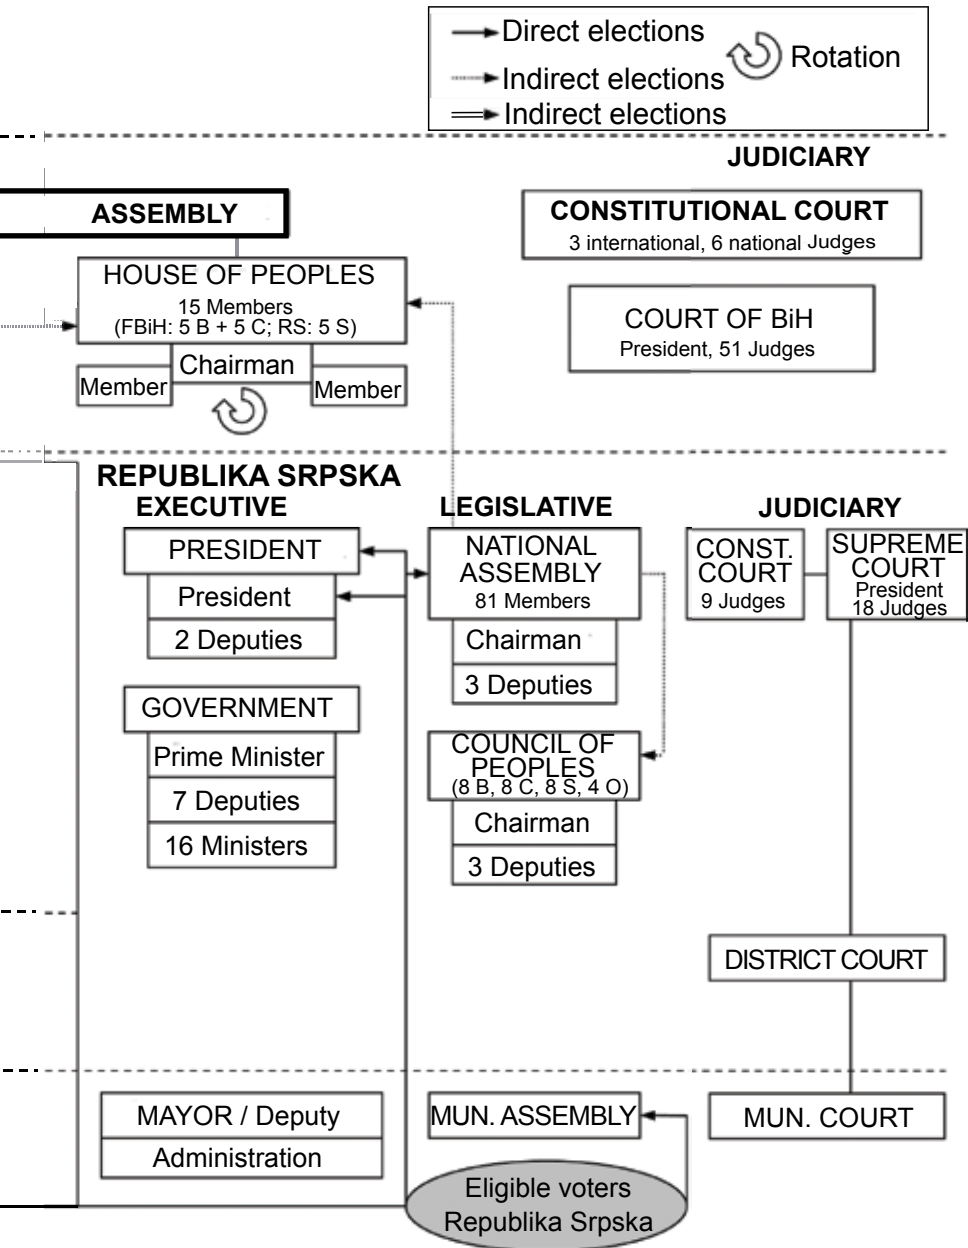 Direct elections
Indirect elections
Indirect elections
Rotation
JUDICIARY
ASSEMBLY
CONSTITUTIONAL COURT
3 international, 6 national Judges
HOUSE OF PEOPLES
15 Members
(FBiH: 5 B + 5 C; RS: 5 S)
Chairman
Member
Member
COURT OF BiH
President, 51 Judges
REPUBLIKA SRPSKA
EXECUTIVE
LEGISLATIVE
JUDICIARY
PRESIDENT
President
2 Deputies
GOVERNMENT
Prime Minister
7 Deputies
16 Ministers
NATIONAL
ASSEMBLY
81 Members
Chairman
3 Deputies
COUNCIL OF
PEOPLES
(8 B, 8 C, 8 S, 4 O)
Chairman
3 Deputies
CONST.
COURT
9 Judges
SUPREME
COURT
President
18 Judges
DISTRICT COURT
MAYOR / Deputy
Administration
MUN. ASSEMBLY
MUN. COURT
Eligible voters
Republika Srpska